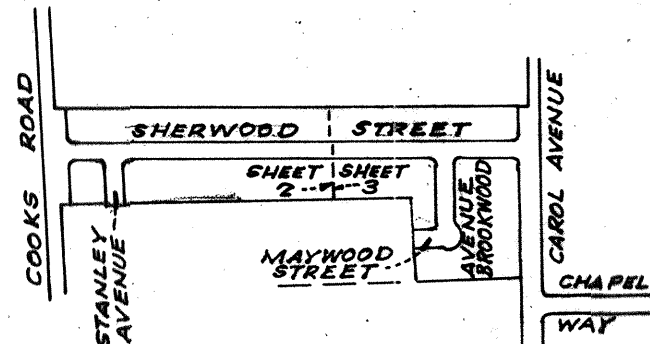 COOKS ROAD
SHERWOOD STREET
CAROL AVENUE
SHEET 2
SHEET 3
STANLEY
AVENUE
MAYWOOD
STREET
AVENUE
BROOKWOOD
CHAPEL
WAY